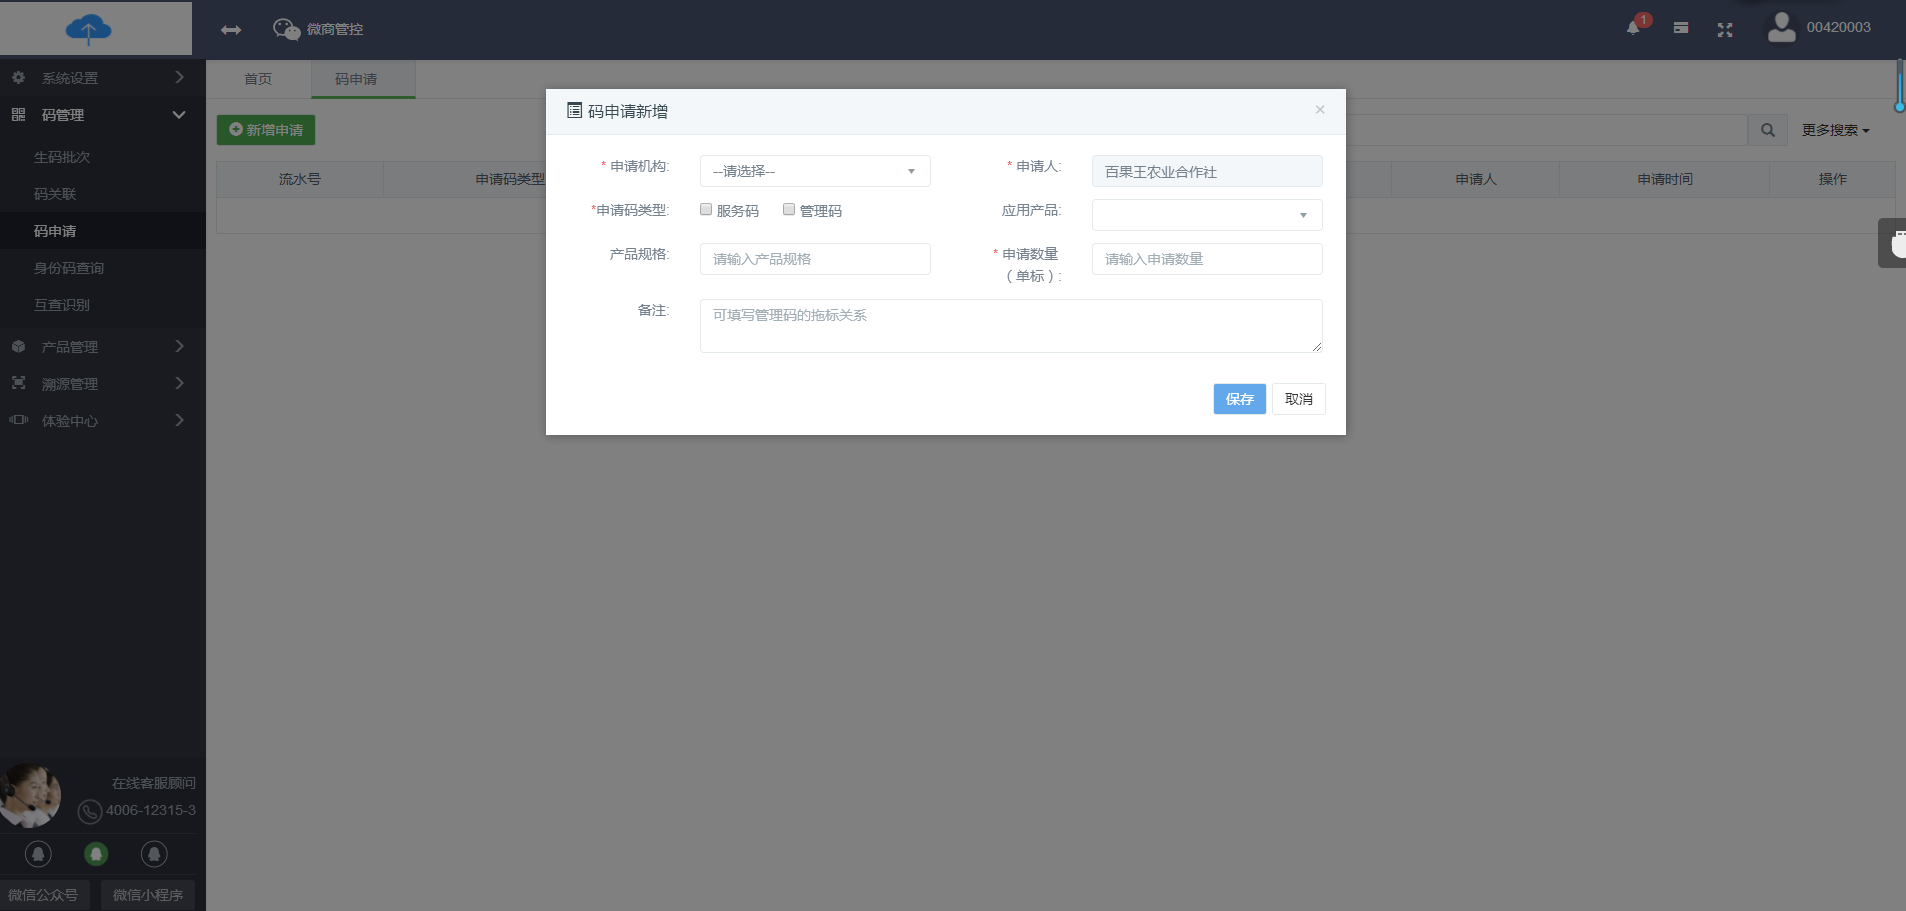 微商管控
1
00420003
系统设置
码管理
生码批次
码关联
码申请
身份码查询
互查识别
产品管理
溯源管理
体验中心
在线客服顾问
4006-12315-3
微信公众号
微信小程序
首页
码申请
新增申请
更多搜索
流水号
申请码类型
申请人
申请时间
操作
码申请新增
×
* 申请机构:
--请选择--
* 申请人:
百果王农业合作社
*申请码类型:
服务码
管理码
应用产品:
产品规格:
请输入产品规格
* 申请数量
（单标）:
请输入申请数量
备注:
可填写管理码的拖标关系
保存
取消